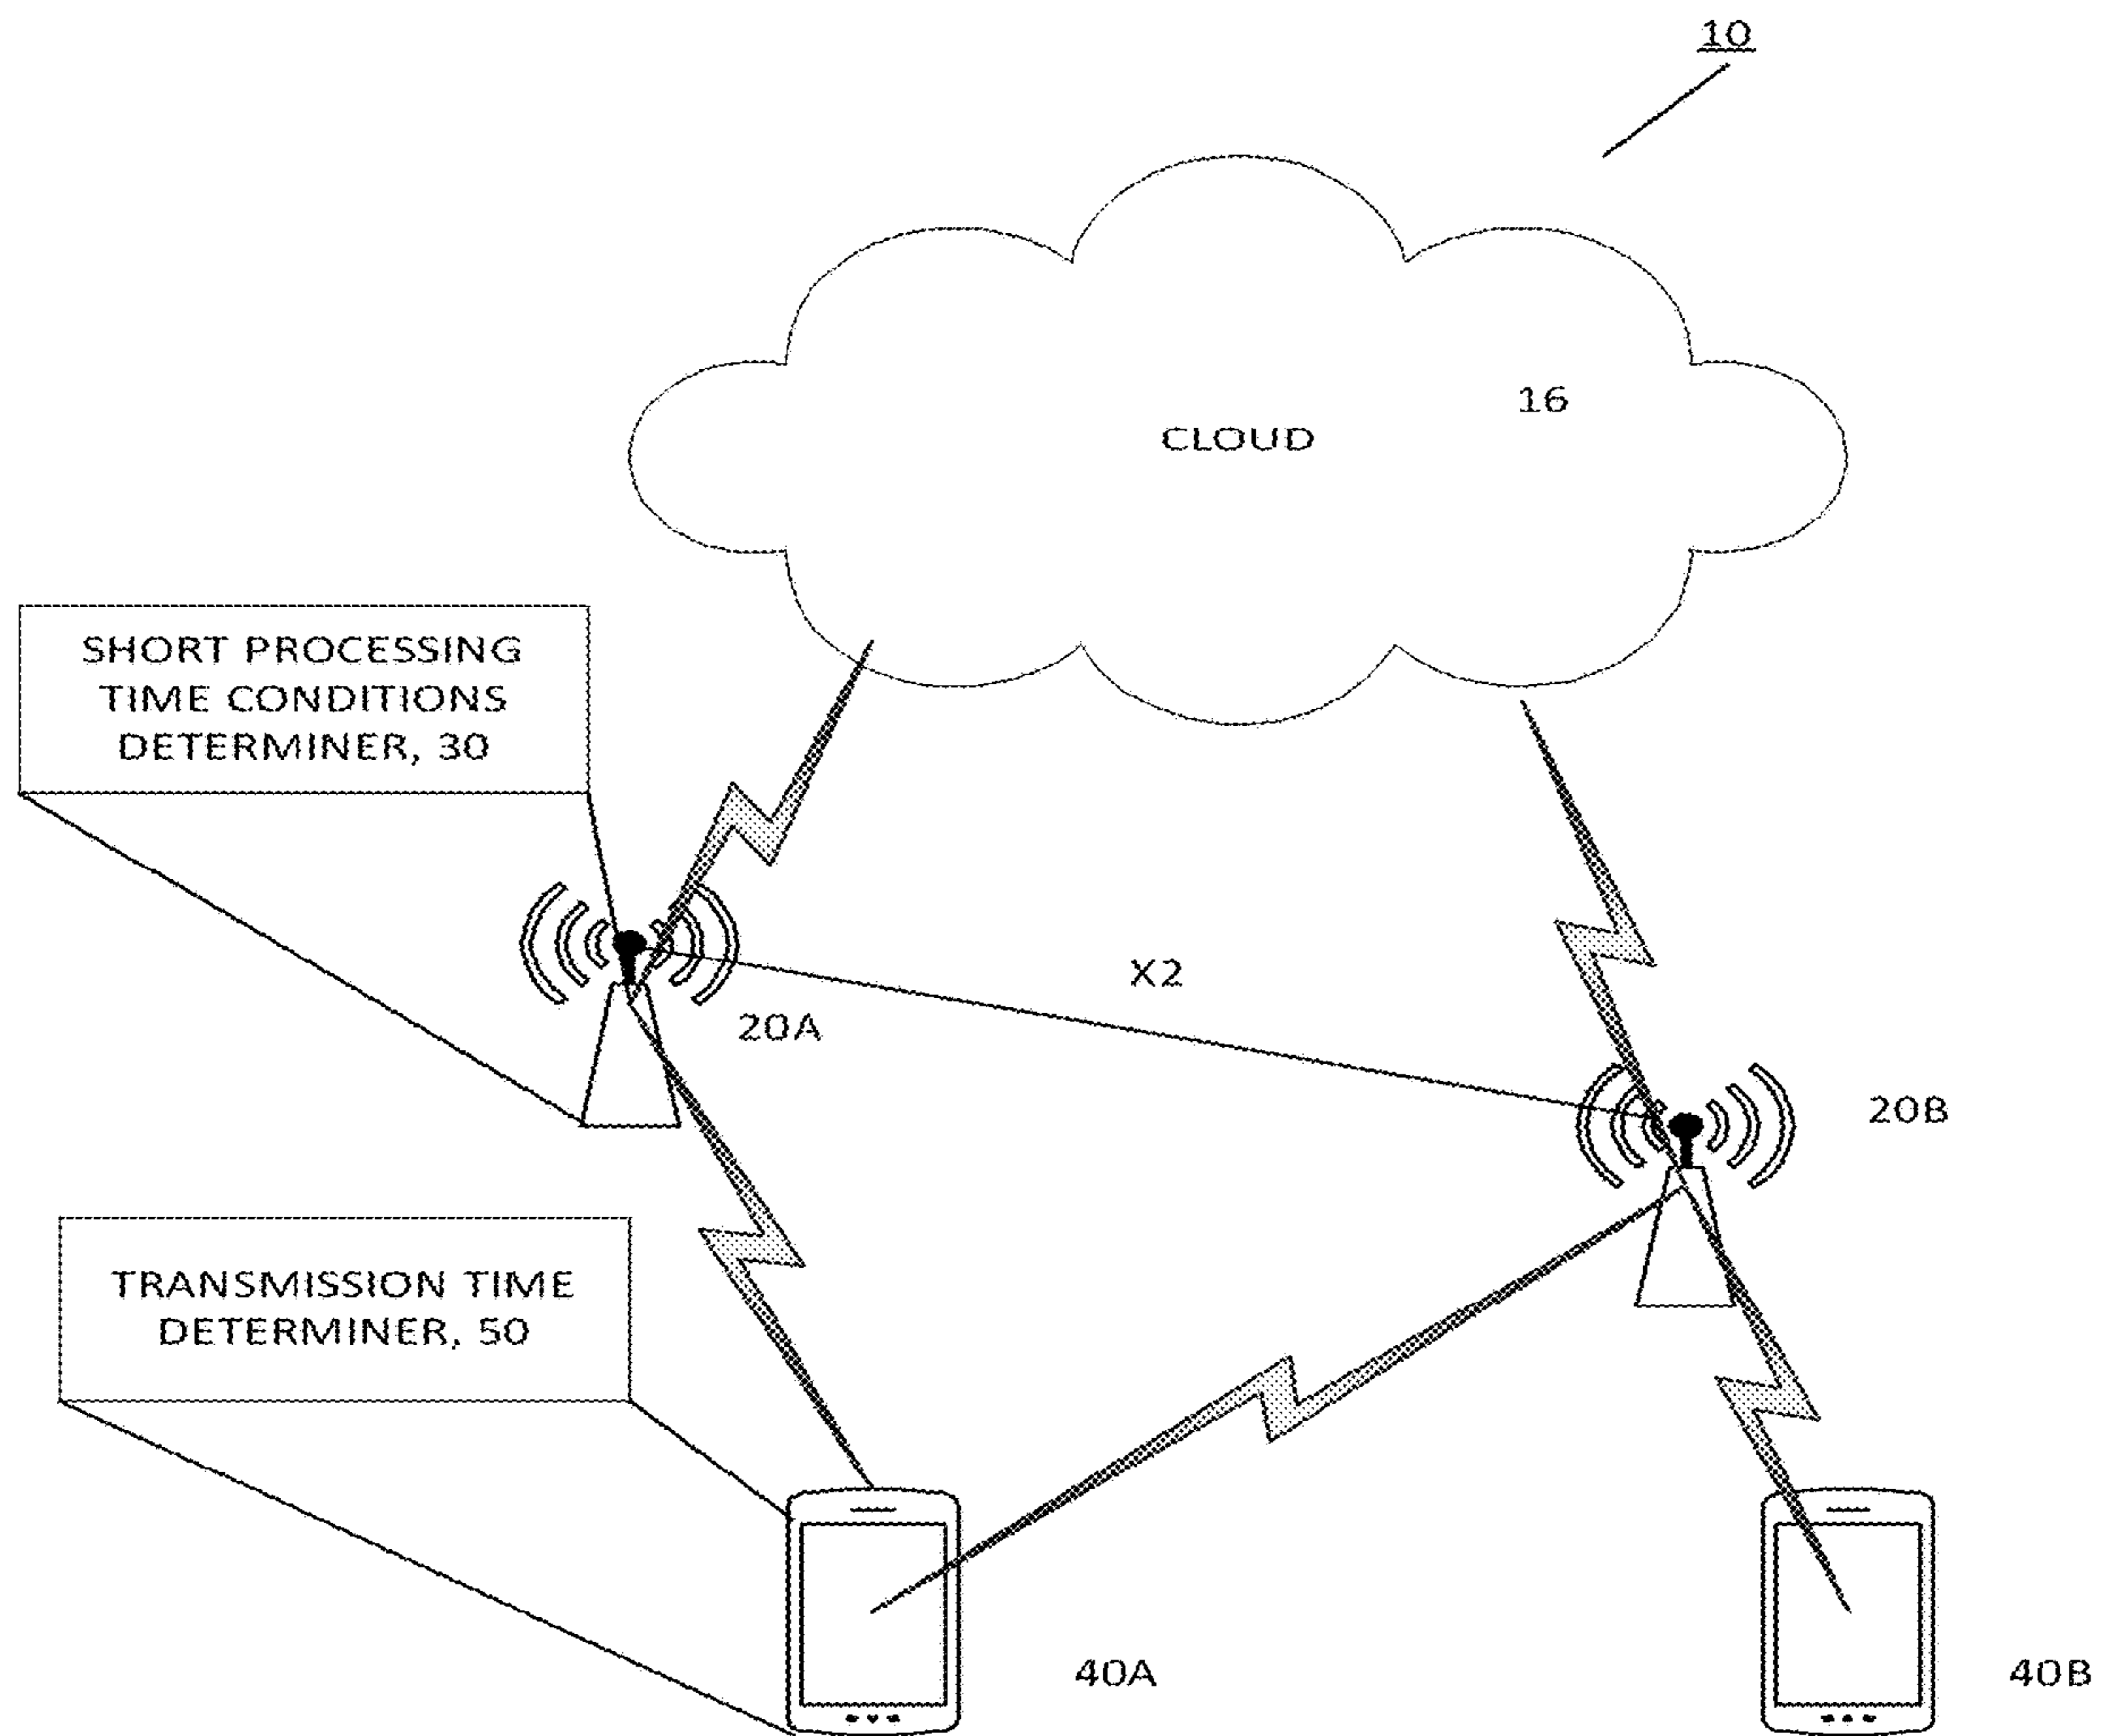 10
16
CLOUD
SHORT PROCESSING
TIME CONDITIONS
DETERMINER, 30
X2
20A
20B
TRANSMISSION TIME
DETERMINER, 50
40A
40B